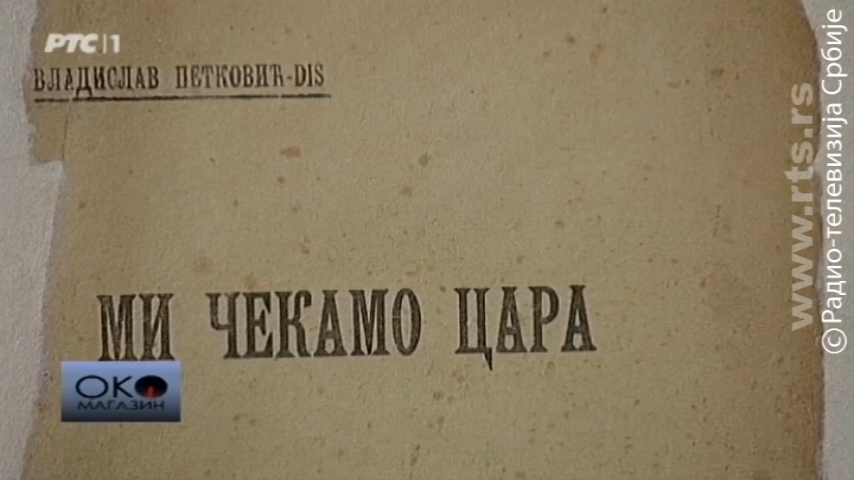 РТС|1
ВЛАДИСЛАВ ПЕТКОВИЋ-DIS
МИ ЧЕКАМО ЦАРА
ОКО
МАГАЗИН
www.rts.rs
©Радио-телевизија Србије